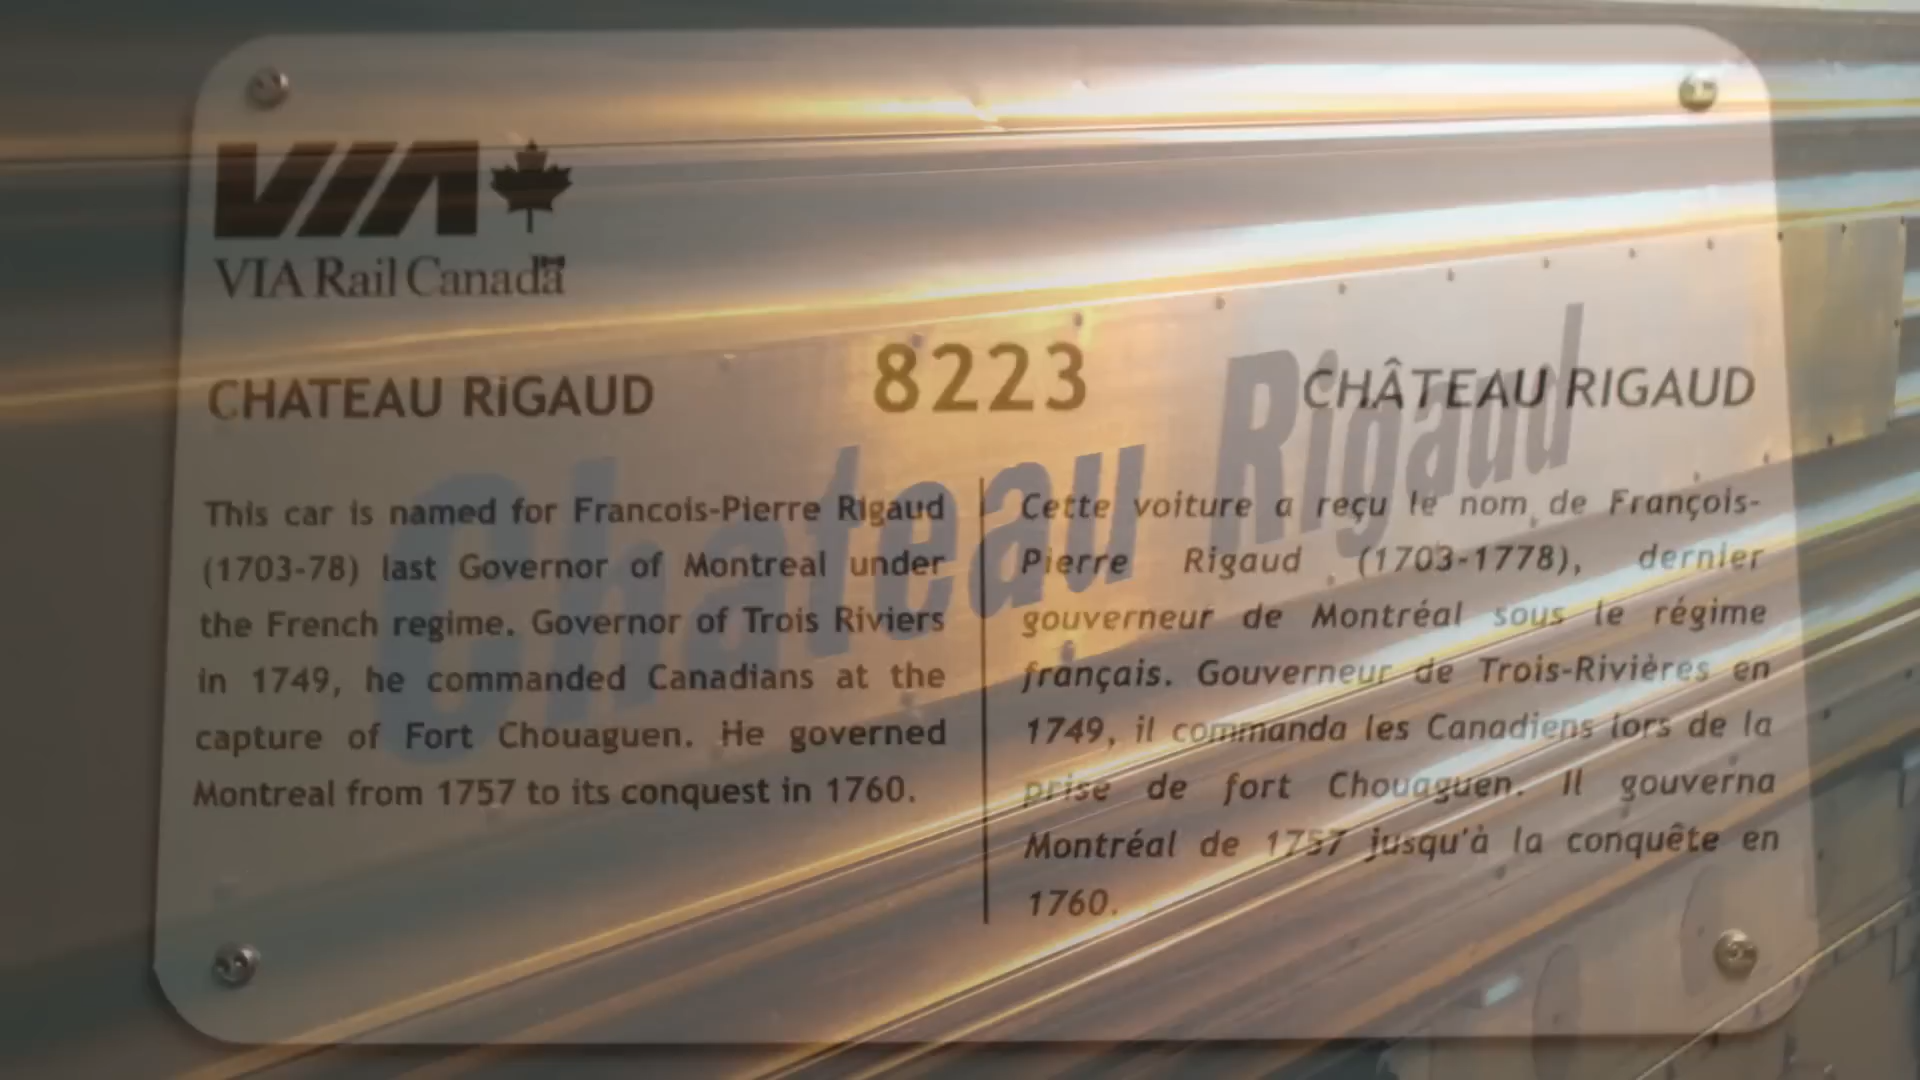 VIA
VIA Rail Canada
CHATEAU RiGAUD
8223
CHÂTEAU RIGAUD
Chateau Rigaud
This car is named for Francois-Pierre Rigaud
(1703-78) last Governor of Montreal under
the French regime. Governor of Trois Riviers
in 1749, he commanded Canadians at the
capture of Fort Chouaguen. He governed
Montreal from 1757 to its conquest in 1760.
Cette voiture a reçu le nom de François-
Pierre Rigaud (1703-1778), dernier
gouverneur de Montréal sous le régime
français. Gouverneur de Trois-Rivières en
1749, il commanda les Canadiens lors de la
prise de fort Chouaguen. Il gouverna
Montréal de 1757 jusqu'à la conquête en
1760.